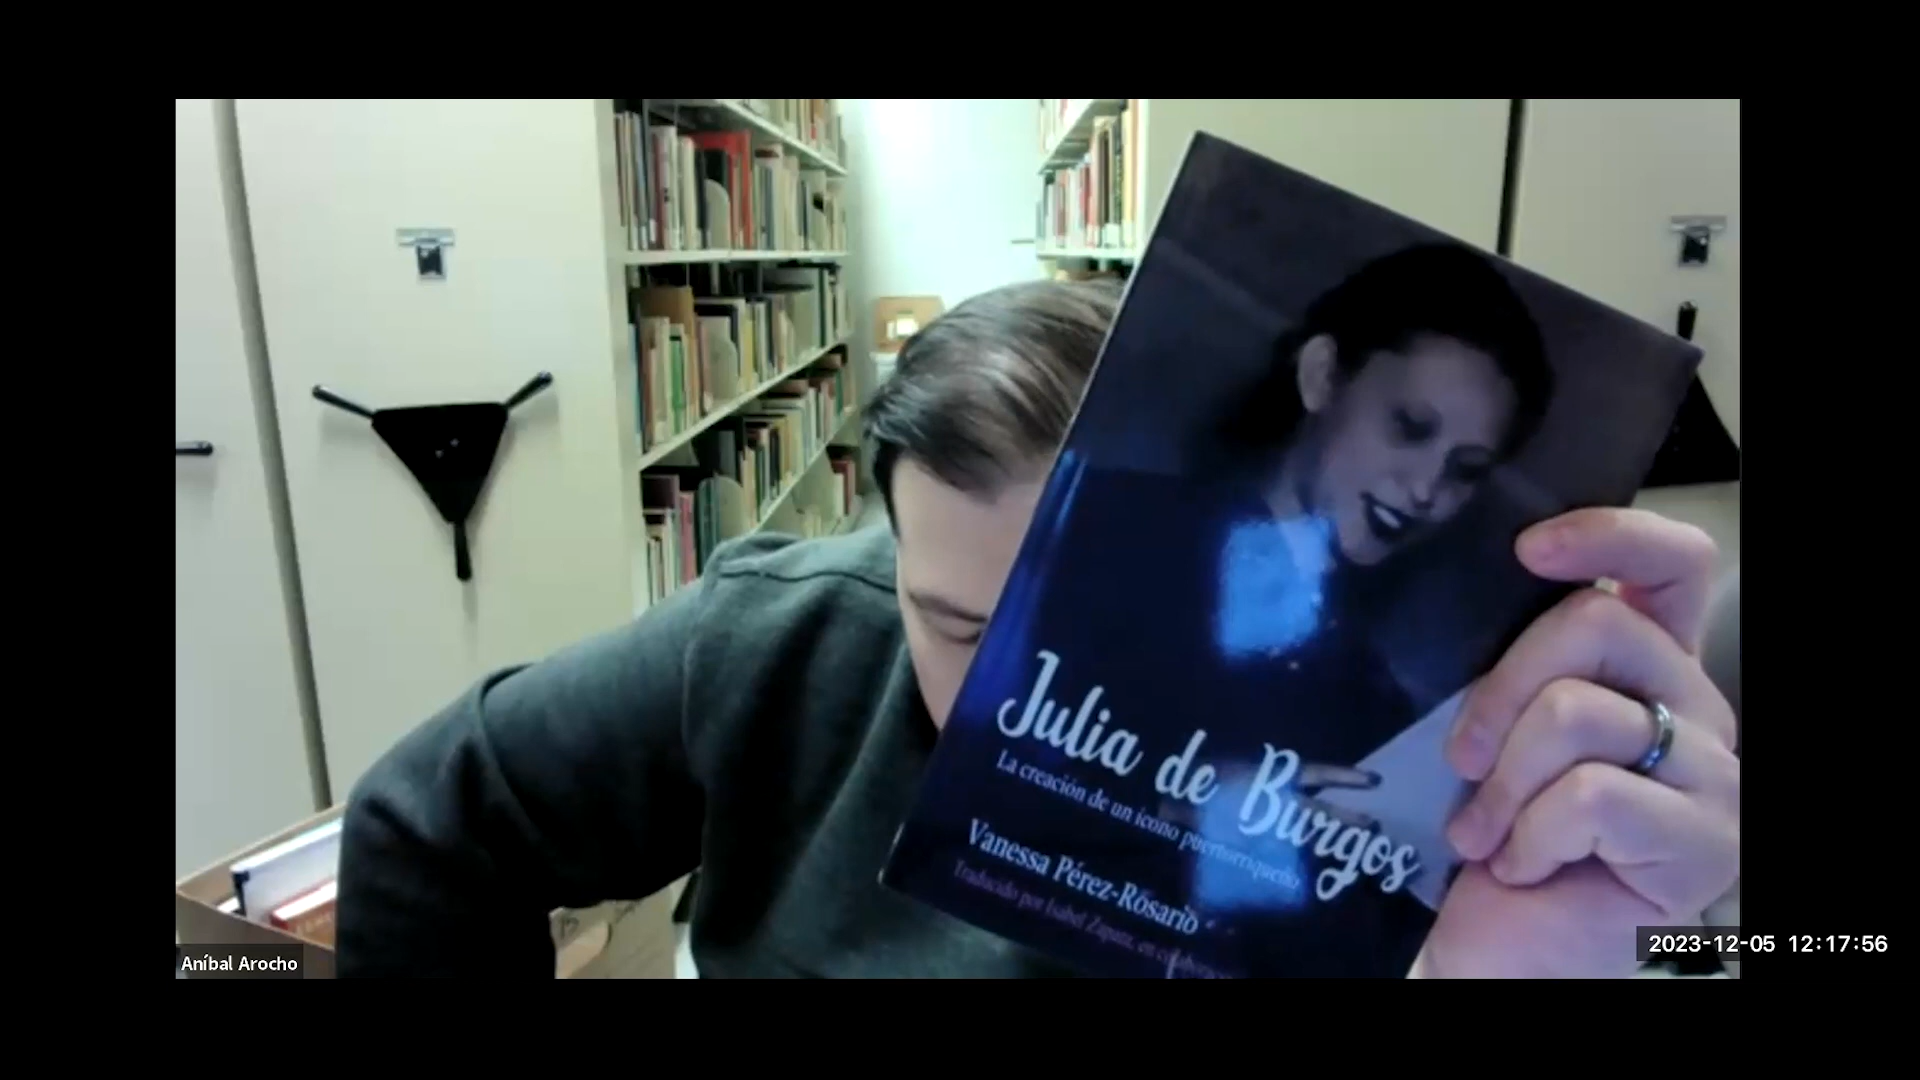 Julia de Burgos
La creación de un ícono puertorriqueño
Vanessa Pérez-Rosario
Traducido por Isabel Zapata, en
Aníbal Arocho
2023-12-05 12:17:56